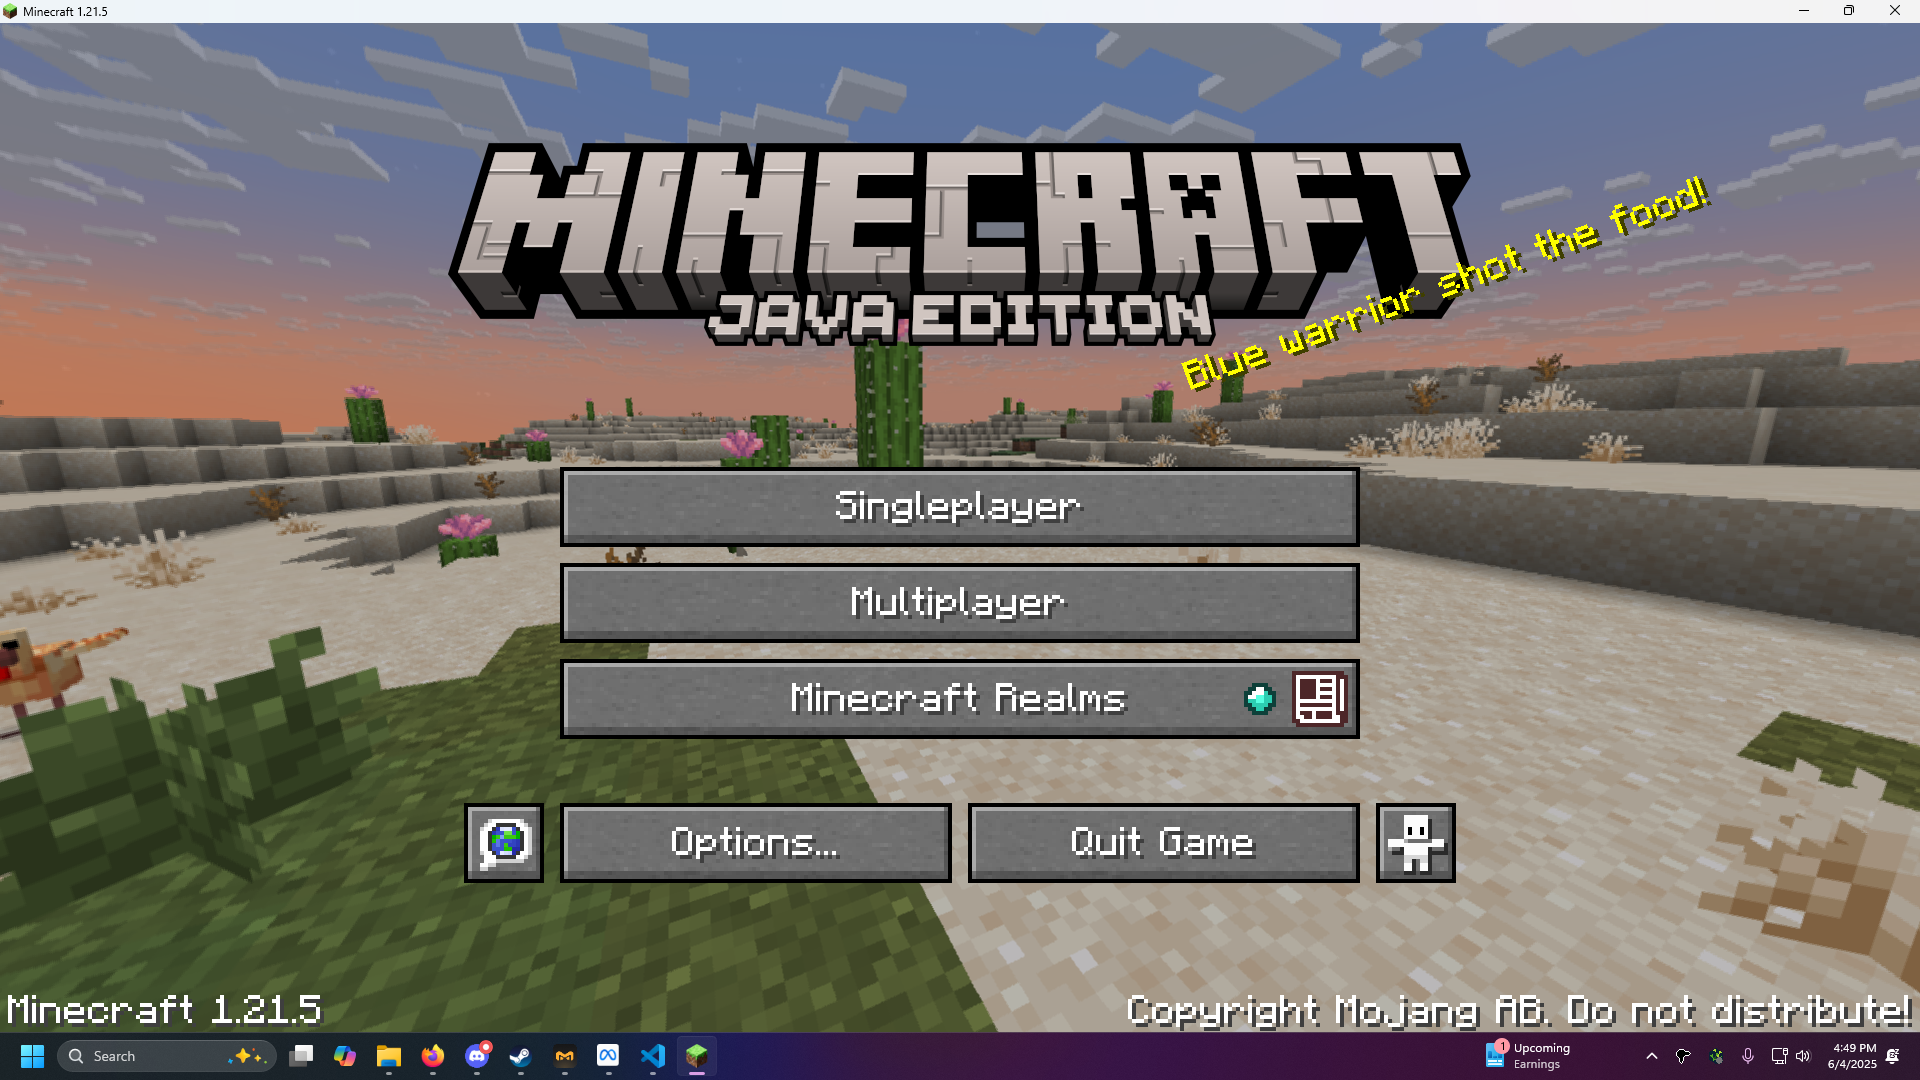 Minecraft 1.21.5
MINECRAFT
JAVA EDITION
Blue warrior shot the food!
Singleplayer
Multiplayer
Minecraft Realms
Options...
Quit Game
Minecraft 1.21.5
Copyright Mojang AB. Do not distribute!
Search
1
Upcoming
Earnings
4:49 PM
6/4/2025